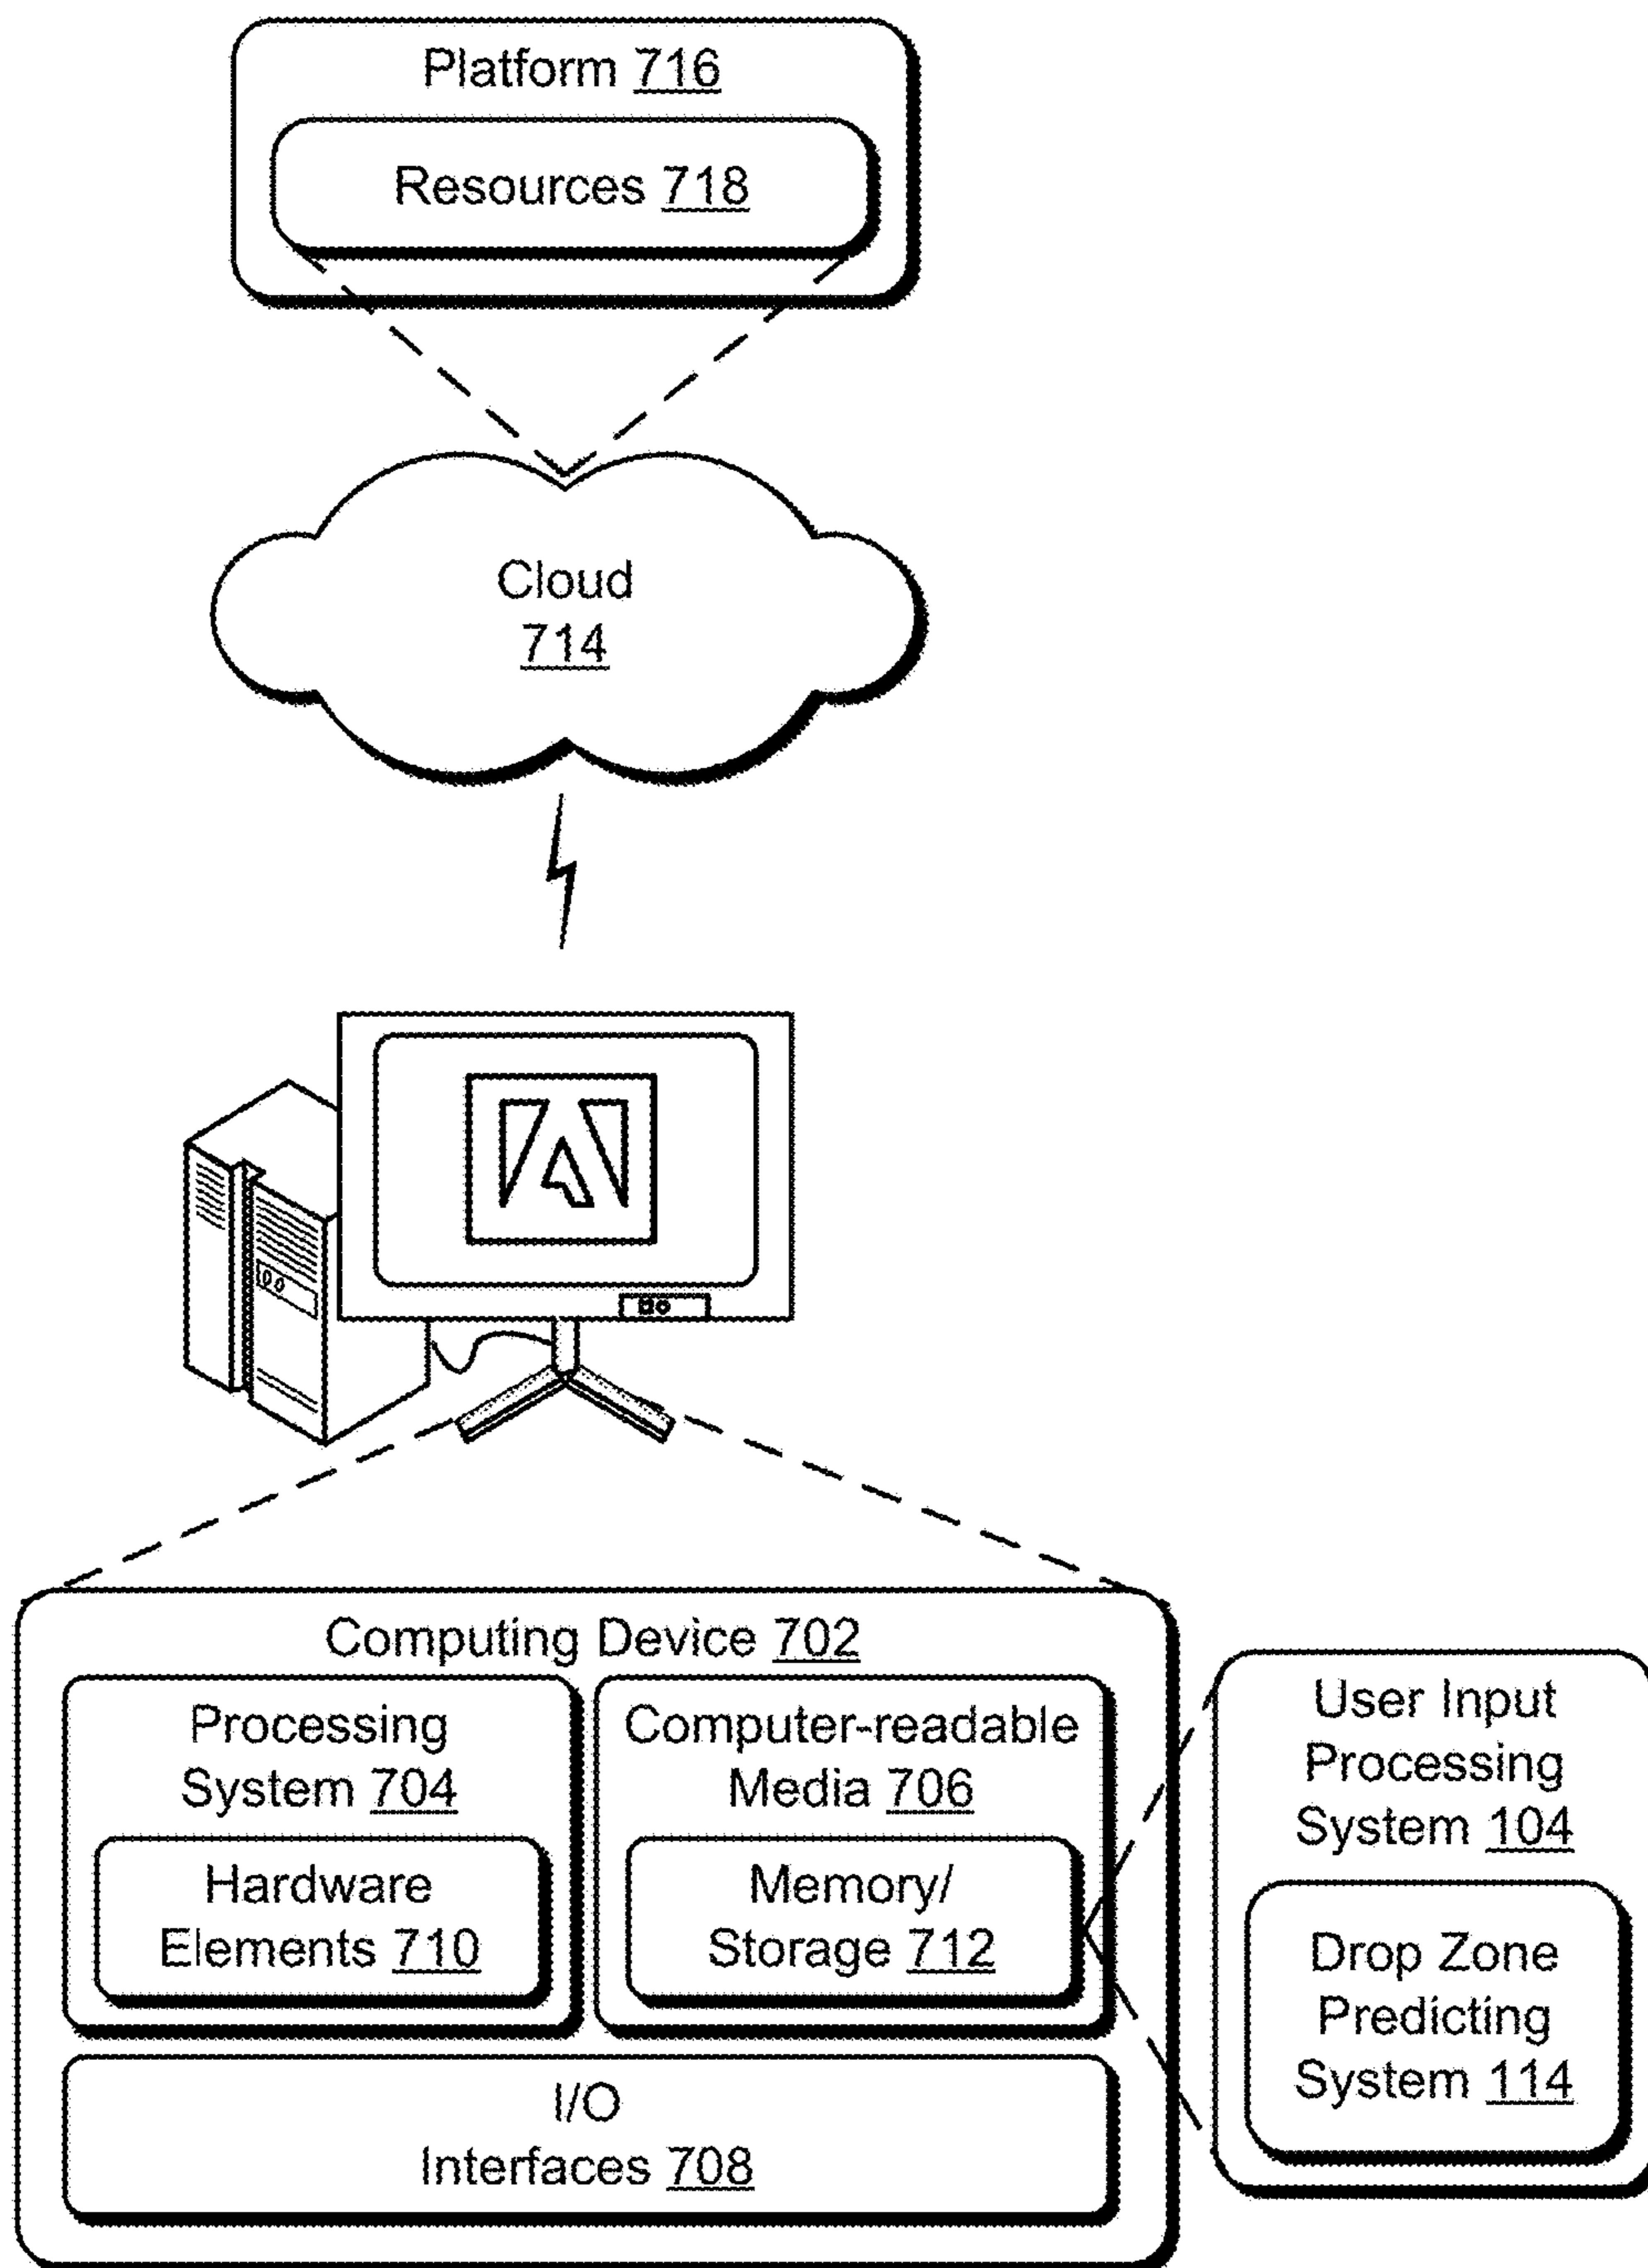 Platform 716
Resources 718
Cloud
714
Computing Device 702
Processing
System 704
Hardware
Elements 710
Computer-readable
Media 706
Memory/
Storage 712
I/O
Interfaces 708
User Input
Processing
System 104
Drop Zone
Predicting
System 114